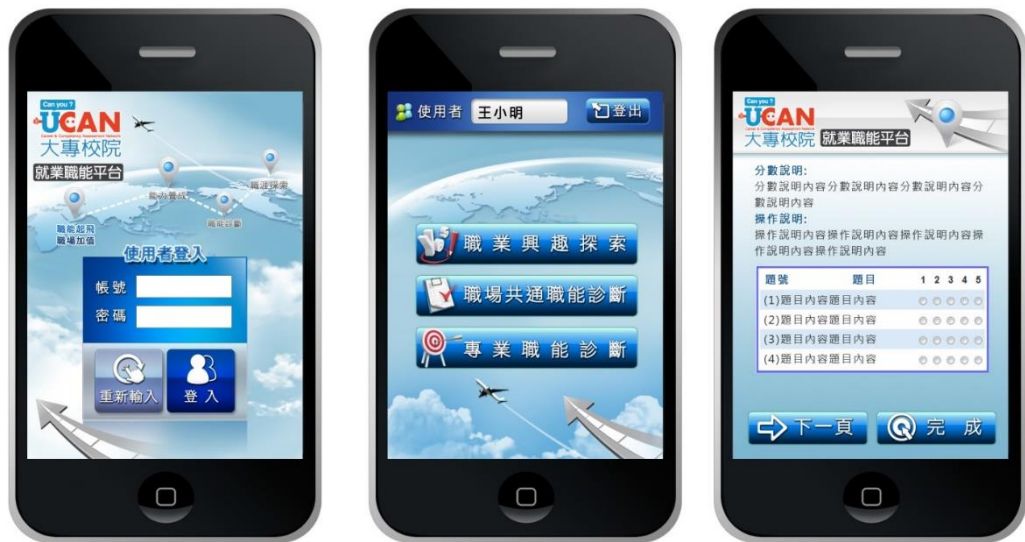 Can you ?
UCAN
Career & Competency Assessment Network
大專校院
就業職能平台
職涯探索
能力養成
職能診斷
職能起飛
職場加值
使用者登入
帳號
密碼
重新輸入
登入
使用者 王小明 登出
職業興趣探索
職場共通職能診斷
專業職能診斷
Can you ?
UCAN
Career & Competency Assessment Network
大專校院 就業職能平台
分數說明:
分數說明內容分數說明內容分數說明內容分
數說明內容
操作說明:
操作說明內容操作說明內容操作說明內容操
作說明內容操作說明內容
題號 題目 1 2 3 4 5
(1)題目內容題目內容
(2)題目內容題目內容
(3)題目內容題目內容
(4)題目內容題目內容
下一頁 完成